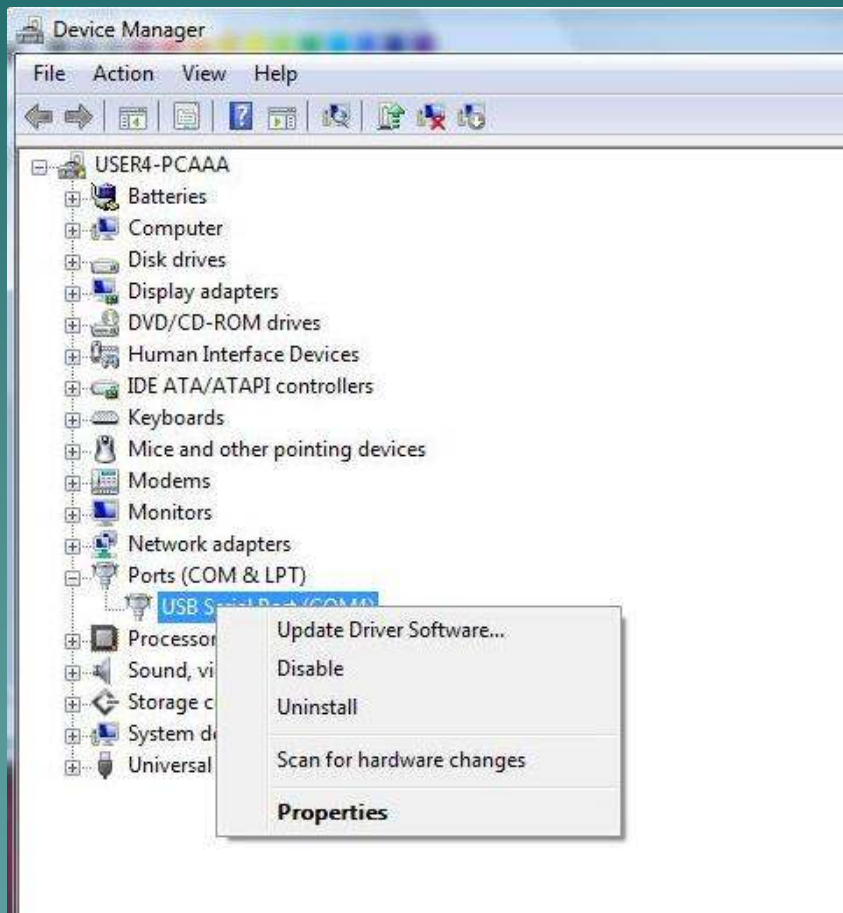 Device Manager
File Action View Help
USER4-PCAAA
Batteries
Computer
Disk drives
Display adapters
DVD/CD-ROM drives
Human Interface Devices
IDE ATA/ATAPI controllers
Keyboards
Mice and other pointing devices
Modems
Monitors
Network adapters
Ports (COM & LPT)
USB Serial Port (COM4)
Update Driver Software...
Processor
Disable
Sound, vi
Uninstall
Storage c
System de
Scan for hardware changes
Universal
Properties